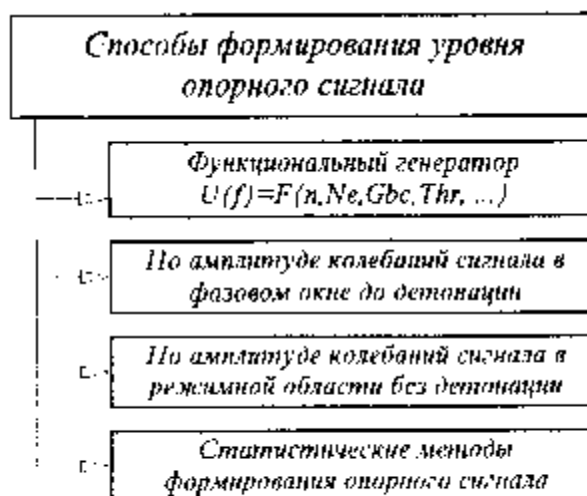 Способы формирования уровня
опорного сигнала
Функциональный генератор
U(f)=F(n,Ne,Gbc,Thr, ...)
По амплитуде колебаний сигнала в
фазовом окне до детонации
По амплитуде колебаний сигнала в
режимной области без детонации
Статистические методы
формирования опорного сигнала